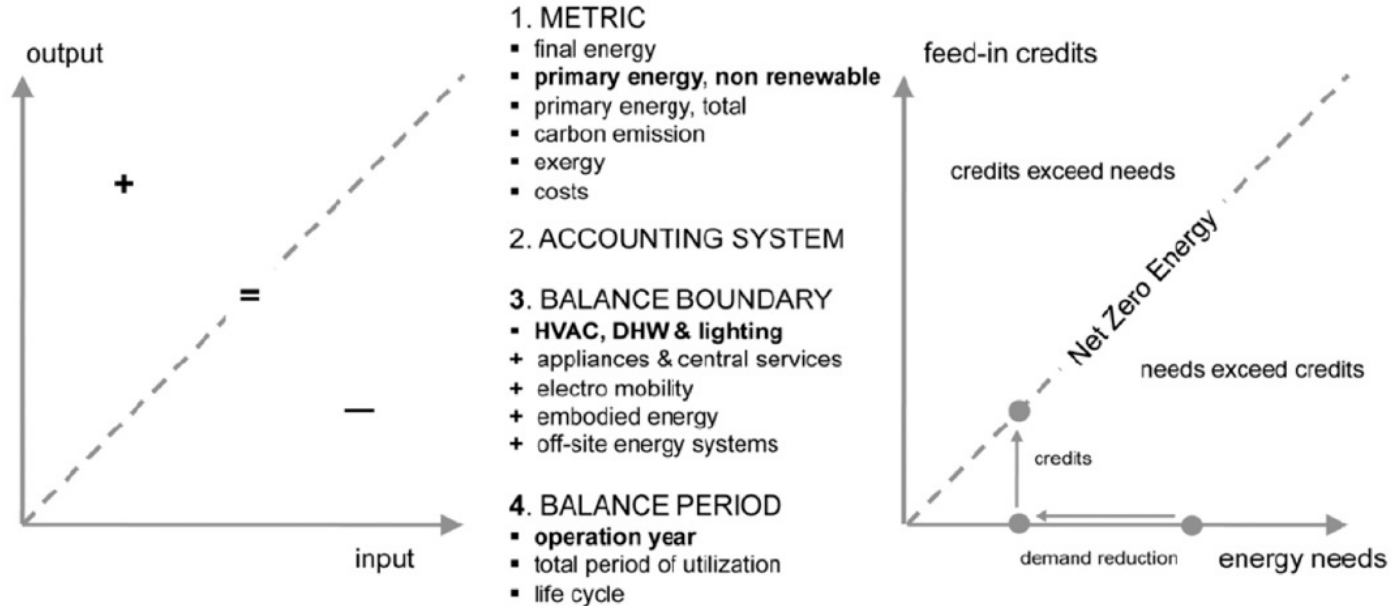 output
+
=
—
input
1. METRIC
▪ final energy
▪ primary energy, non renewable
▪ primary energy, total
▪ carbon emission
▪ exergy
▪ costs
2. ACCOUNTING SYSTEM
3. BALANCE BOUNDARY
▪ HVAC, DHW & lighting
+ appliances & central services
+ electro mobility
+ embodied energy
+ off-site energy systems
4. BALANCE PERIOD
▪ operation year
▪ total period of utilization
▪ life cycle
feed-in credits
credits exceed needs
Net Zero Energy
needs exceed credits
credits
demand reduction
energy needs